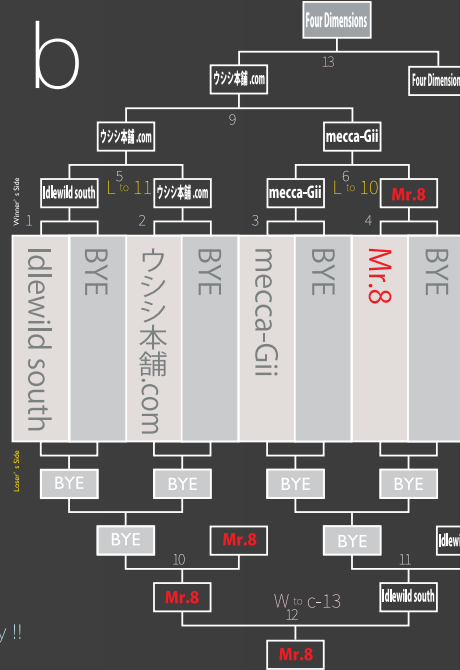 b
Four Dimensions
13
ウシシ本舗.com
Four Dimension
9
ウシシ本舗.com
mecca-Gii
5
6
L to 11
L to 10
Winner's Side
Idlewild south
ウシシ本舗.com
mecca-Gii
Mr.8
1
2
3
4
Idlewild south
BYE
ウシシ本舗.com
BYE
mecca-Gii
BYE
Mr.8
BYE
Loser's Side
BYE
BYE
BYE
BYE
BYE
Mr.8
BYE
Idlewi
10
11
Mr.8
W to c-13
Idlewild south
12
y !!
Mr.8